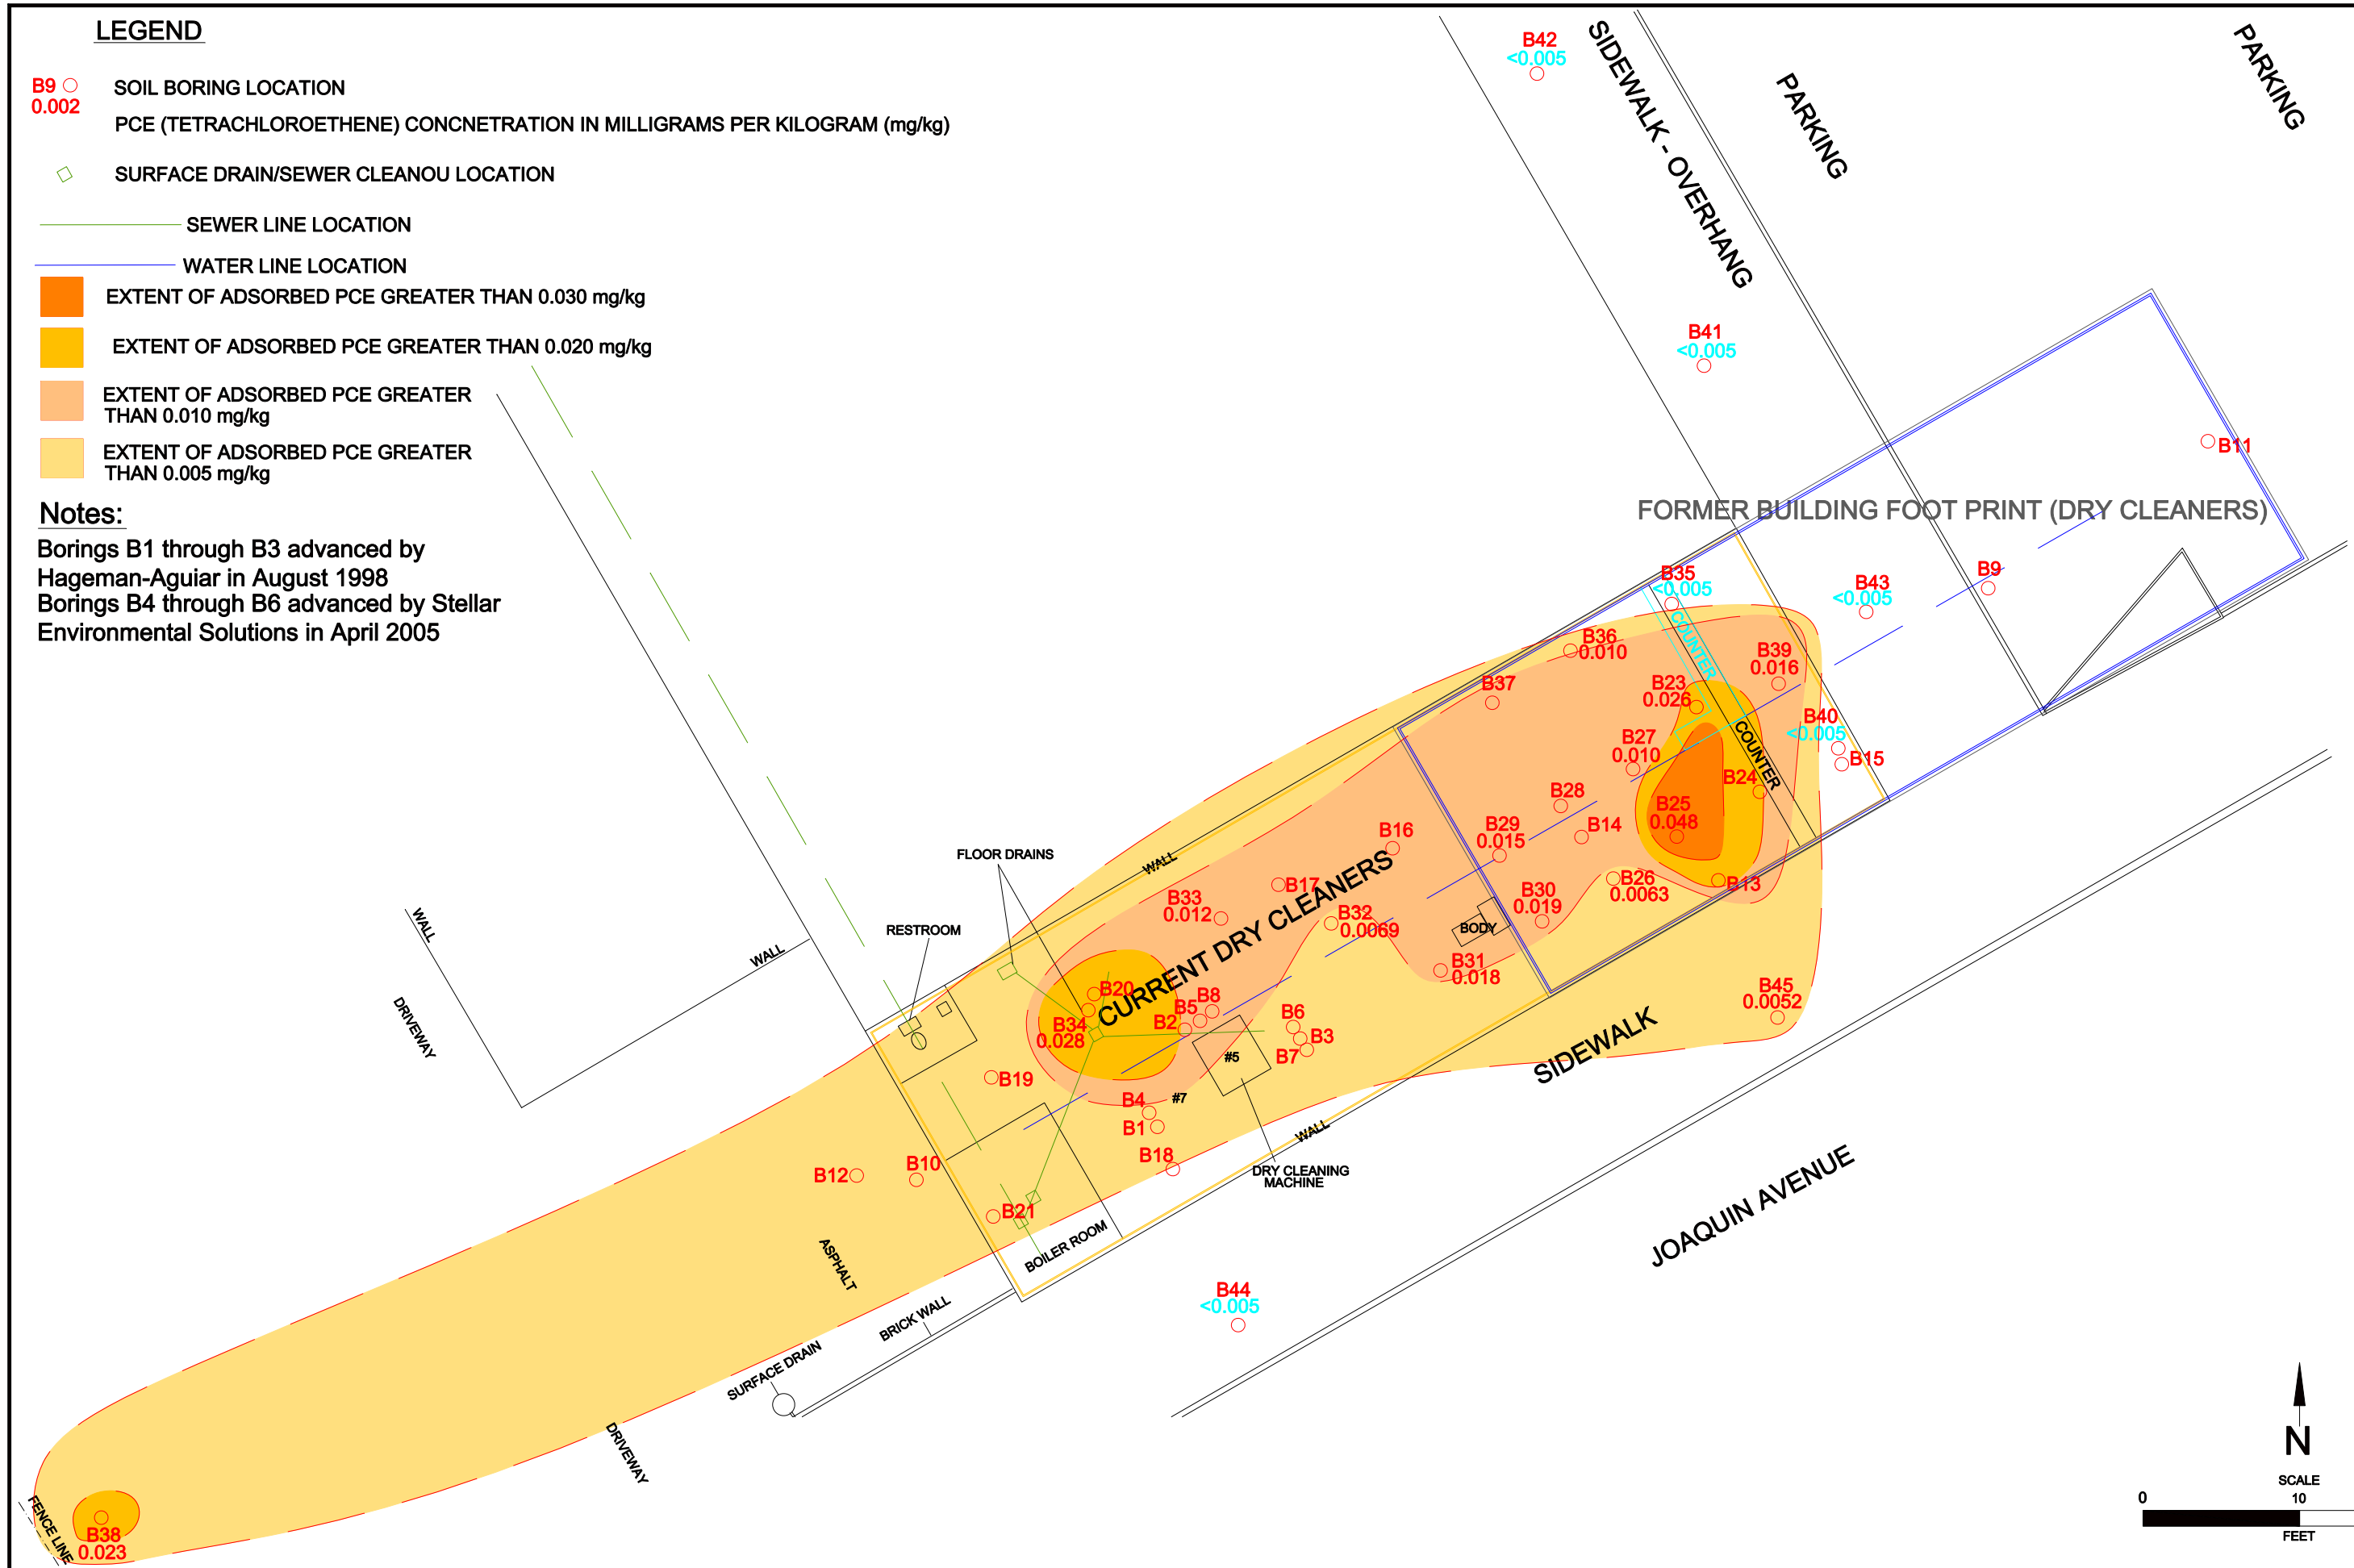 LEGEND
B9
0.002
SOIL BORING LOCATION
PCE (TETRACHLOROETHENE) CONCNETRATION IN MILLIGRAMS PER KILOGRAM (mg/kg)
SURFACE DRAIN/SEWER CLEANOU LOCATION
SEWER LINE LOCATION
WATER LINE LOCATION
EXTENT OF ADSORBED PCE GREATER THAN 0.030 mg/kg
EXTENT OF ADSORBED PCE GREATER THAN 0.020 mg/kg
EXTENT OF ADSORBED PCE GREATER
THAN 0.010 mg/kg
EXTENT OF ADSORBED PCE GREATER
THAN 0.005 mg/kg
Notes:
Borings B1 through B3 advanced by
Hageman-Aguiar in August 1998
Borings B4 through B6 advanced by Stellar
Environmental Solutions in April 2005
B42
<0.005
SIDEWALK - OVERHANG
PARKING
PARKING
B41
<0.005
B11
FORMER BUILDING FOOT PRINT (DRY CLEANERS)
B35
<0.005
B43
<0.005
B9
COUNTER
B36
0.010
B39
0.016
B37
B23
0.026
B40
<0.005
B15
B27
0.010
COUNTER
B24
B28
B25
0.048
B14
B29
0.015
B16
B26
0.0063
B13
B30
0.019
BODY
B17
B33
0.012
B32
0.0069
B31
0.018
CURRENT DRY CLEANERS
WALL
FLOOR DRAINS
RESTROOM
WALL
WALL
DRIVEWAY
B20
B34
0.028
B8
B5
B2
B6
B3
B7
#5
B45
0.0052
SIDEWALK
B19
B4
#7
B1
B18
WALL
DRY CLEANING
MACHINE
B12
B10
B21
BOILER ROOM
ASPHALT
BRICK WALL
SURFACE DRAIN
DRIVEWAY
B44
<0.005
JOAQUIN AVENUE
FENCE LINE
B38
0.023
N
SCALE
0
10
FEET